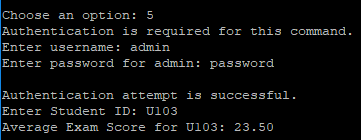 Choose an option: 5
Authentication is required for this command.
Enter username: admin
Enter password for admin: password
Authentication attempt is successful.
Enter Student ID: U103
Average Exam Score for U103: 23.50